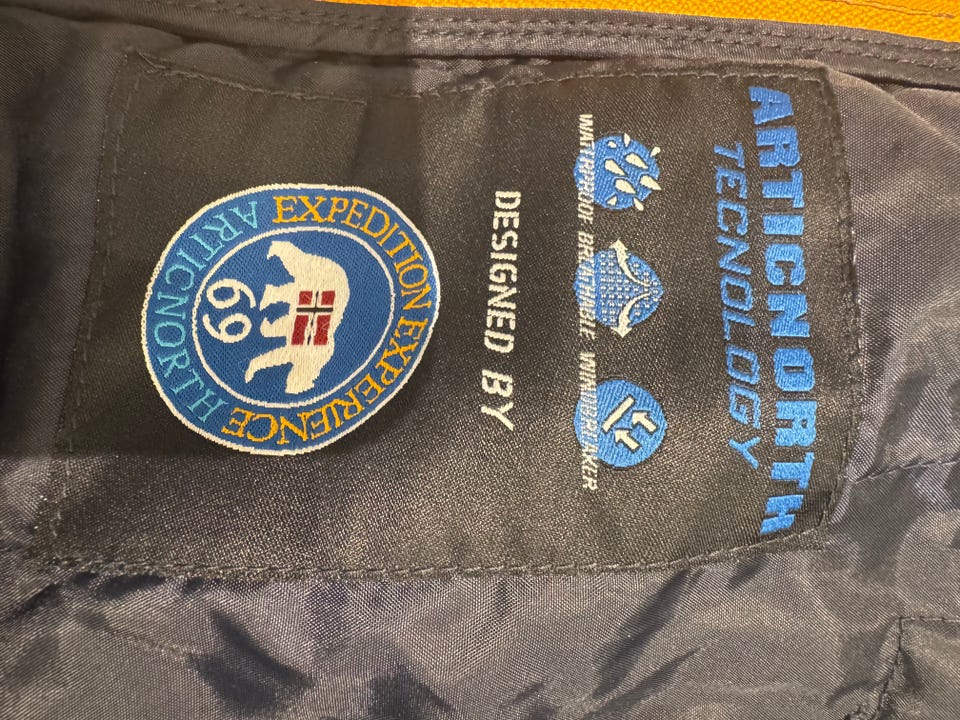 ARTICNORTH
TECNOLOGY
WATERPROOF BREATHABLE WINDBREAKER
DESIGNED BY
EXPEDITION EXPERIENCE
ARTICNORTH
69